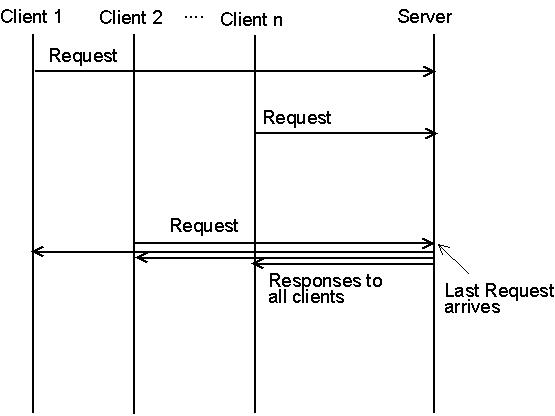 Client 1 Client 2 ···· Client n Server
Request
Request
Request
Responses to
all clients
Last Request
arrives